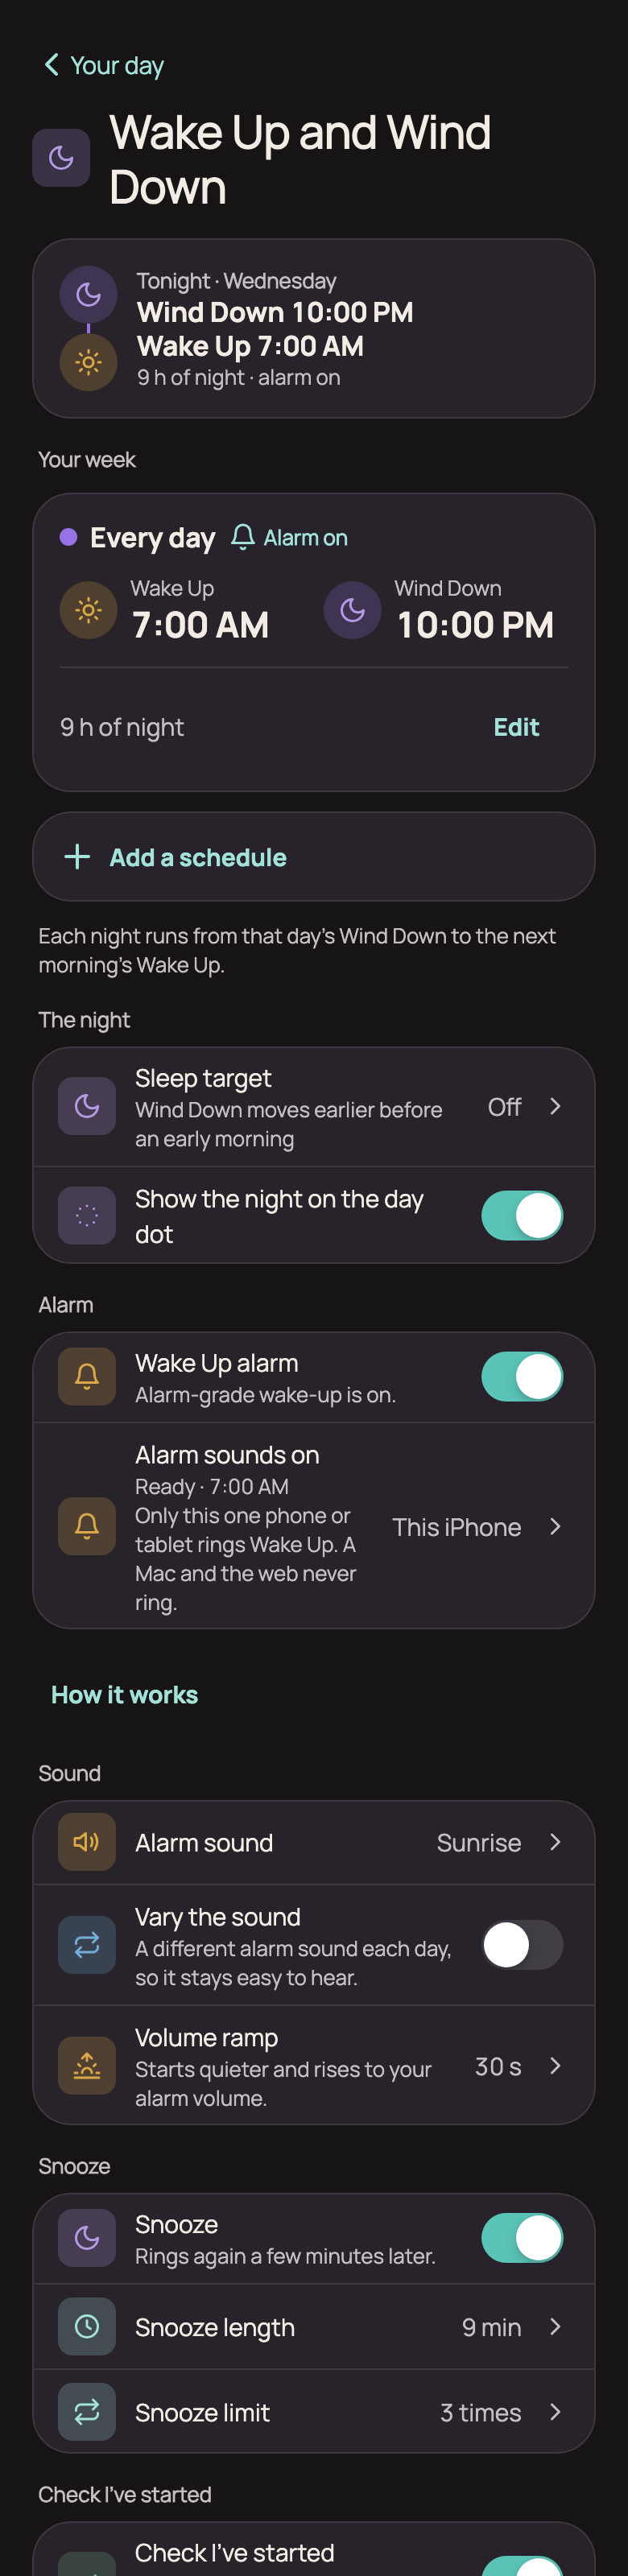 Your day
Wake Up and Wind
Down
Tonight · Wednesday
Wind Down 10:00 PM
Wake Up 7:00 AM
9 h of night · alarm on
Your week
Every day
Alarm on
Wake Up
7:00 AM
Wind Down
10:00 PM
9 h of night
Edit
Add a schedule
Each night runs from that day's Wind Down to the next
morning's Wake Up.
The night
Sleep target
Wind Down moves earlier before
an early morning
Off
Show the night on the day
dot
Alarm
Wake Up alarm
Alarm-grade wake-up is on.
Alarm sounds on
Ready · 7:00 AM
Only this one phone or
tablet rings Wake Up. A
Mac and the web never
ring.
This iPhone
How it works
Sound
Alarm sound
Sunrise
Vary the sound
A different alarm sound each day,
so it stays easy to hear.
Volume ramp
Starts quieter and rises to your
alarm volume.
30 s
Snooze
Snooze
Rings again a few minutes later.
Snooze length
9 min
Snooze limit
3 times
Check I've started
Check I've started